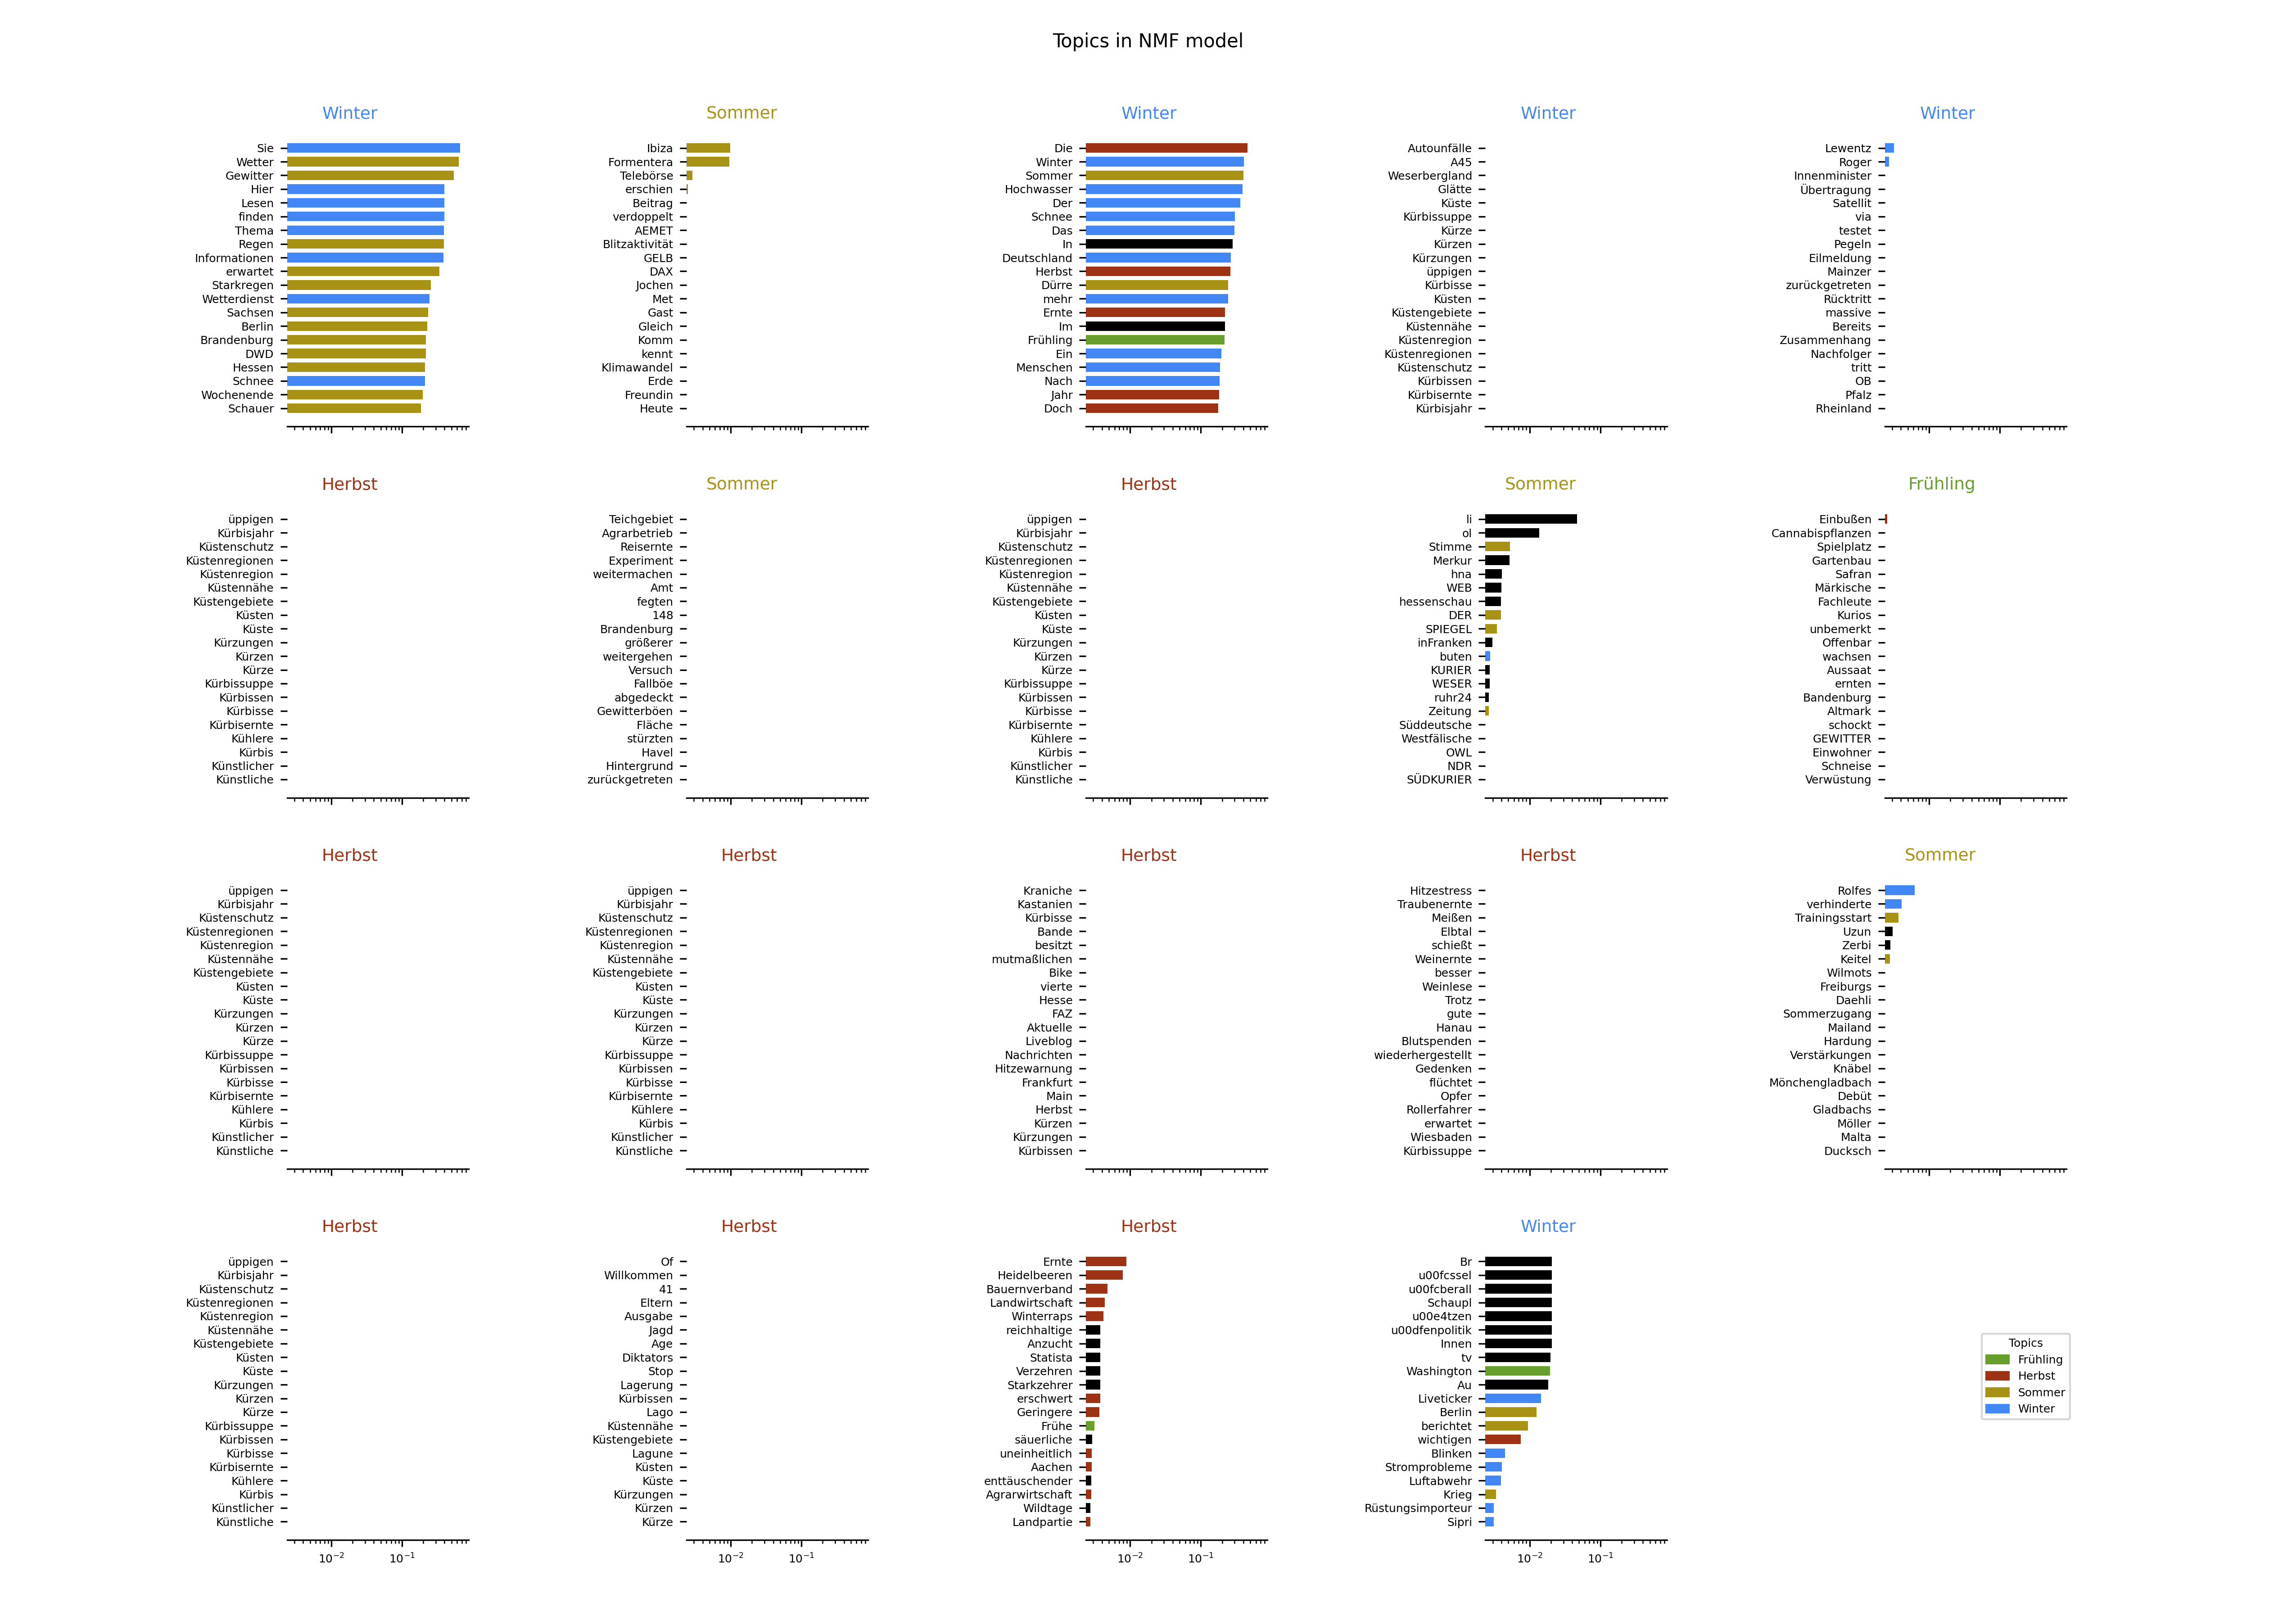 Topics in NMF model
Winter
Sie
Wetter
Gewitter
Hier
Lesen
finden
Thema
Regen
Informationen
erwartet
Starkregen
Wetterdienst
Sachsen
Berlin
Brandenburg
DWD
Hessen
Schnee
Wochenende
Schauer
Sommer
Ibiza
Formentera
Telebörse
erschien
Beitrag
verdoppelt
AEMET
Blitzaktivität
GELB
DAX
Jochen
Met
Gast
Gleich
Komm
kennt
Klimawandel
Erde
Freundin
Heute
Winter
Die
Winter
Sommer
Hochwasser
Der
Schnee
Das
In
Deutschland
Herbst
Dürre
mehr
Ernte
Im
Frühling
Ein
Menschen
Nach
Jahr
Doch
Winter
Autounfälle
A45
Weserbergland
Glätte
Küste
Kürbissuppe
Kürze
Kürzen
Kürzungen
üppigen
Kürbisse
Küsten
Küstengebiete
Küstennähe
Küstenregion
Küstenregionen
Küstenschutz
Kürbissen
Kürbisernte
Kürbisjahr
Winter
Lewentz
Roger
Innenminister
Übertragung
Satellit
via
testet
Pegeln
Eilmeldung
Mainzer
zurückgetreten
Rücktritt
massive
Bereits
Zusammenhang
Nachfolger
tritt
OB
Pfalz
Rheinland
Herbst
üppigen
Kürbisjahr
Küstenschutz
Küstenregionen
Küstenregion
Küstennähe
Küstengebiete
Küsten
Küste
Kürzungen
Kürzen
Kürze
Kürbissuppe
Kürbissen
Kürbisse
Kürbisernte
Kühlere
Kürbis
Künstlicher
Künstliche
Sommer
Teichgebiet
Agrarbetrieb
Reisernte
Experiment
weitermachen
Amt
fegten
148
Brandenburg
größerer
weitergehen
Versuch
Fallböe
abgedeckt
Gewitterböen
Fläche
stürzten
Havel
Hintergrund
zurückgetreten
Herbst
üppigen
Kürbisjahr
Küstenschutz
Küstenregionen
Küstenregion
Küstennähe
Küstengebiete
Küsten
Küste
Kürzungen
Kürzen
Kürze
Kürbissuppe
Kürbissen
Kürbisse
Kürbisernte
Kühlere
Kürbis
Künstlicher
Künstliche
Sommer
li
ol
Stimme
Merkur
hna
WEB
hessenschau
DER
SPIEGEL
inFranken
buten
KURIER
WESER
ruhr24
Zeitung
Süddeutsche
Westfälische
OWL
NDR
SÜDKURIER
Frühling
Einbußen
Cannabispflanzen
Spielplatz
Gartenbau
Safran
Märkische
Fachleute
Kurios
unbemerkt
Offenbar
wachsen
Aussaat
ernten
Bandenburg
Altmark
schockt
GEWITTER
Einwohner
Schneise
Verwüstung
Herbst
üppigen
Kürbisjahr
Küstenschutz
Küstenregionen
Küstenregion
Küstennähe
Küstengebiete
Küsten
Küste
Kürzungen
Kürzen
Kürze
Kürbissuppe
Kürbissen
Kürbisse
Kürbisernte
Kühlere
Kürbis
Künstlicher
Künstliche
Herbst
üppigen
Kürbisjahr
Küstenschutz
Küstenregionen
Küstenregion
Küstennähe
Küstengebiete
Küsten
Küste
Kürzungen
Kürzen
Kürze
Kürbissuppe
Kürbissen
Kürbisse
Kürbisernte
Kühlere
Kürbis
Künstlicher
Künstliche
Herbst
Kraniche
Kastanien
Kürbisse
Bande
besitzt
mutmaßlichen
Bike
vierte
Hesse
FAZ
Aktuelle
Liveblog
Nachrichten
Hitzewarnung
Frankfurt
Main
Herbst
Kürzen
Kürzungen
Kürbissen
Herbst
Hitzestress
Traubenernte
Meißen
Elbtal
schießt
Weinernte
besser
Weinlese
Trotz
gute
Hanau
Blutspenden
wiederhergestellt
Gedenken
flüchtet
Opfer
Rollerfahrer
erwartet
Wiesbaden
Kürbissuppe
Sommer
Rolfes
verhinderte
Trainingsstart
Uzun
Zerbi
Keitel
Wilmots
Freiburgs
Daehli
Sommerzugang
Mailand
Hardung
Verstärkungen
Knäbel
Mönchengladbach
Debüt
Gladbachs
Möller
Malta
Ducksch
Herbst
üppigen
Kürbisjahr
Küstenschutz
Küstenregionen
Küstenregion
Küstennähe
Küstengebiete
Küsten
Küste
Kürzungen
Kürzen
Kürze
Kürbissuppe
Kürbissen
Kürbisse
Kürbisernte
Kühlere
Kürbis
Künstlicher
Künstliche
10⁻² 10⁻¹
Herbst
Of
Willkommen
41
Eltern
Ausgabe
Jagd
Age
Diktators
Stop
Lagerung
Kürbissen
Lago
Küstennähe
Küstengebiete
Lagune
Küsten
Küste
Kürzungen
Kürzen
Kürze
10⁻² 10⁻¹
Herbst
Ernte
Heidelbeeren
Bauernverband
Landwirtschaft
Winterraps
reichhaltige
Anzucht
Statista
Verzehren
Starkzehrer
erschwert
Geringere
Frühe
säuerliche
uneinheitlich
Aachen
enttäuschender
Agrarwirtschaft
Wildtage
Landpartie
10⁻² 10⁻¹
Winter
Br
u00fcssel
u00fcberall
Schaupl
u00e4tzen
u00dfenpolitik
Innen
tv
Washington
Au
Liveticker
Berlin
berichtet
wichtigen
Blinken
Stromprobleme
Luftabwehr
Krieg
Rüstungsimporteur
Sipri
10⁻² 10⁻¹
Topics
Frühling
Herbst
Sommer
Winter